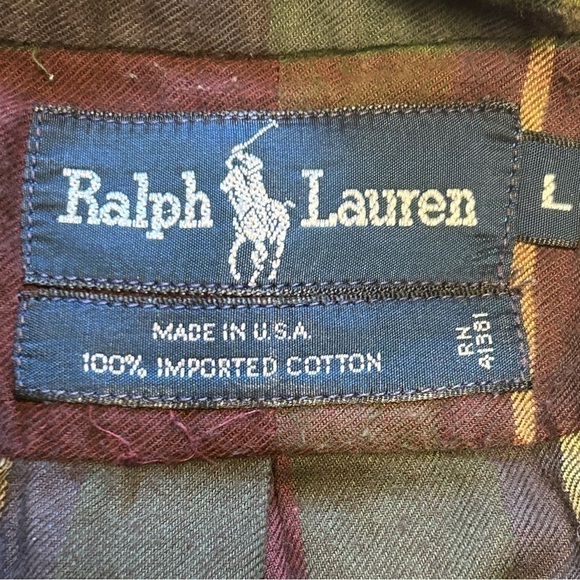 Ralph Lauren
L
MADE IN U.S.A.
100% IMPORTED COTTON
RN
41381